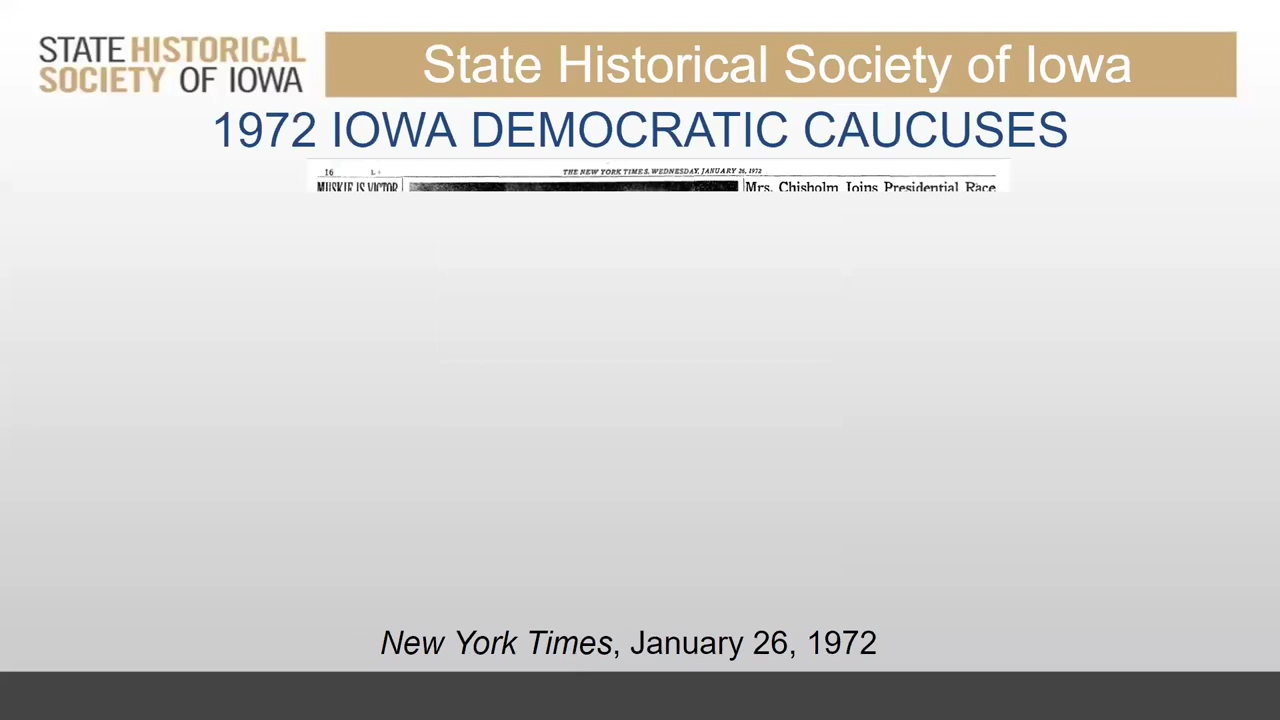 STATE HISTORICAL
SOCIETY OF IOWA
State Historical Society of Iowa
1972 IOWA DEMOCRATIC CAUCUSES
16 L+ THE NEW YORK TIMES, WEDNESDAY, JANUARY 26, 1972
MUSKIE IS VICTOR Mrs. Chisholm Joins Presidential Race
New York Times, January 26, 1972